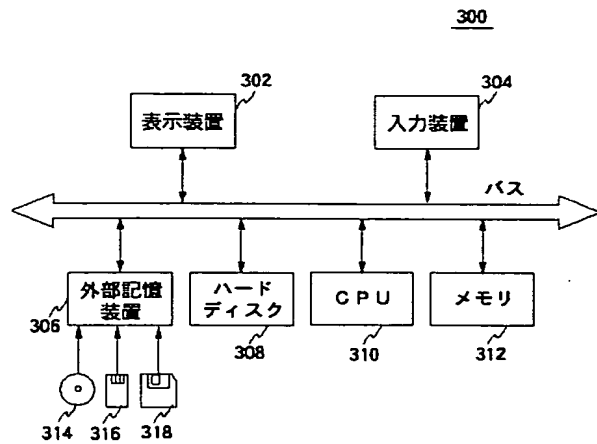 300
302
304
表示装置
入力装置
バス
外部記憶
装置
ハード
ディスク
CPU
メモリ
306
308
310
312
314
316
318